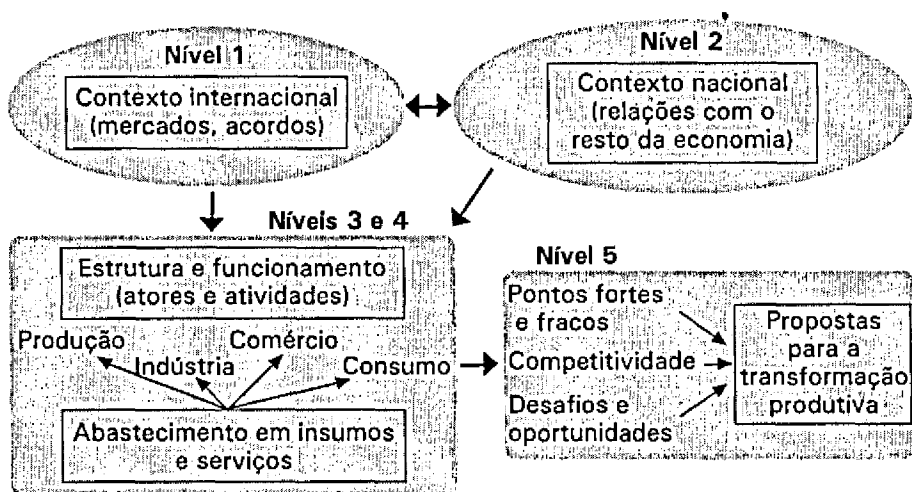 Nível 1
Contexto internacional
(mercados, acordos)
Nível 2
Contexto nacional
(relações com o
resto da economia)
Níveis 3 e 4
Estrutura e funcionamento
(atores e atividades)
Produção
Indústria
Comércio
Consumo
Abastecimento em insumos
e serviços
Nível 5
Pontos fortes
e fracos
Competitividade
Desafios e
oportunidades
Propostas
para a
transformação
produtiva